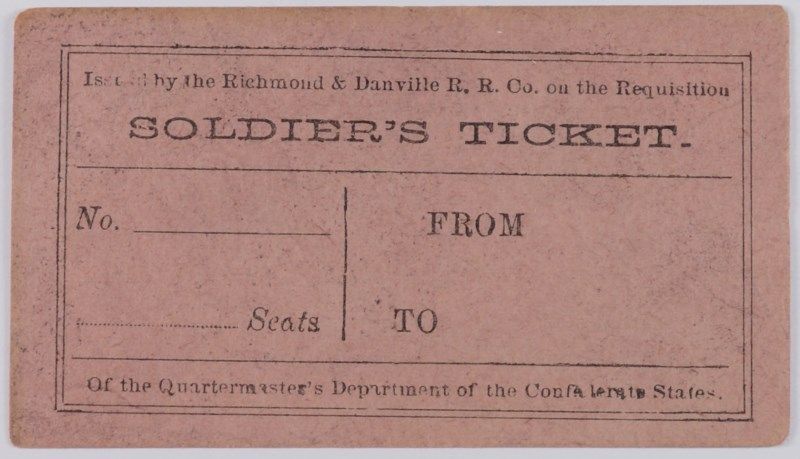 Issued by the Richmond & Danville R. R. Co. on the Requisition
SOLDIER'S TICKET.
No.
FROM
Seats
TO
Of the Quartermaster's Department of the Confederate States.